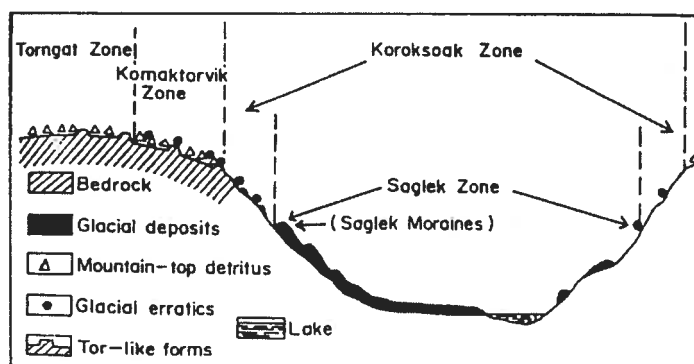 Torngat Zone
Komaktorvik
Zone
Koroksoak Zone
Saglek Zone
(Saglek Moraines)
Bedrock
Glacial deposits
Mountain-top detritus
Glacial erratics
Lake
Tor-like forms